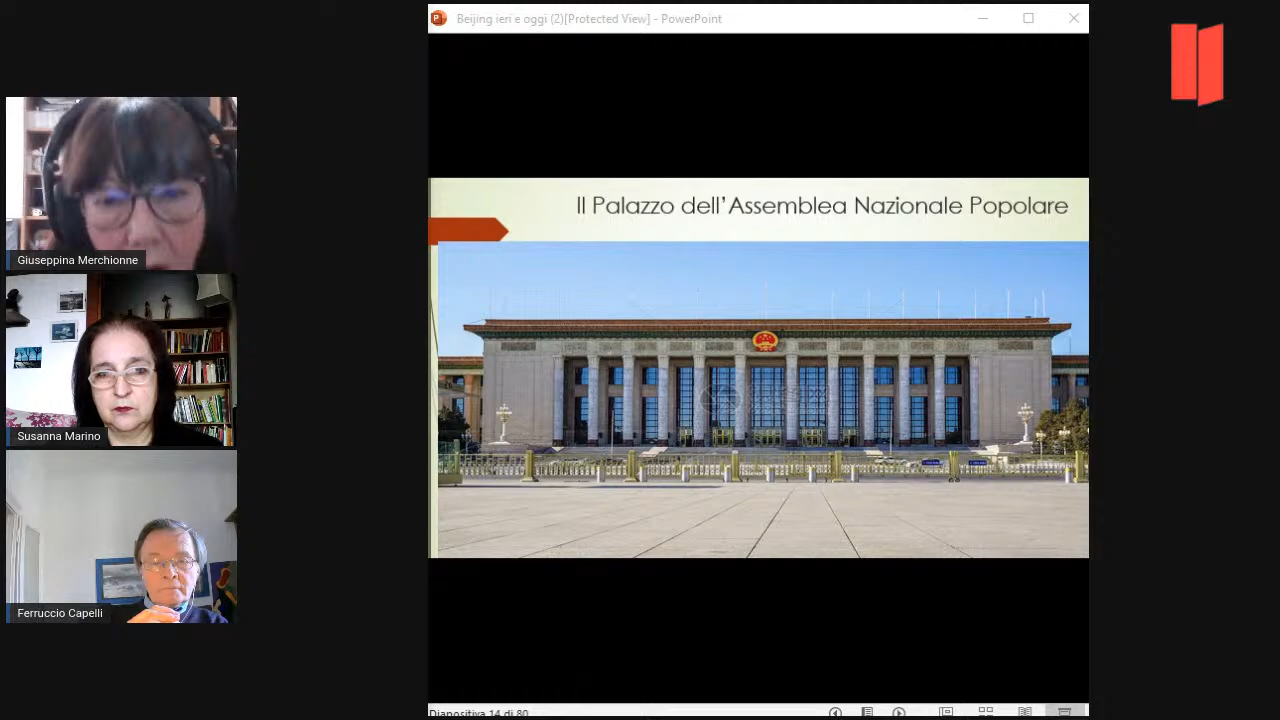 Beijing ieri e oggi (2)[Protected View] - PowerPoint
Il Palazzo dell'Assemblea Nazionale Popolare
Giuseppina Merchionne
Susanna Marino
Ferruccio Capelli
Diapositiva 14 di 80